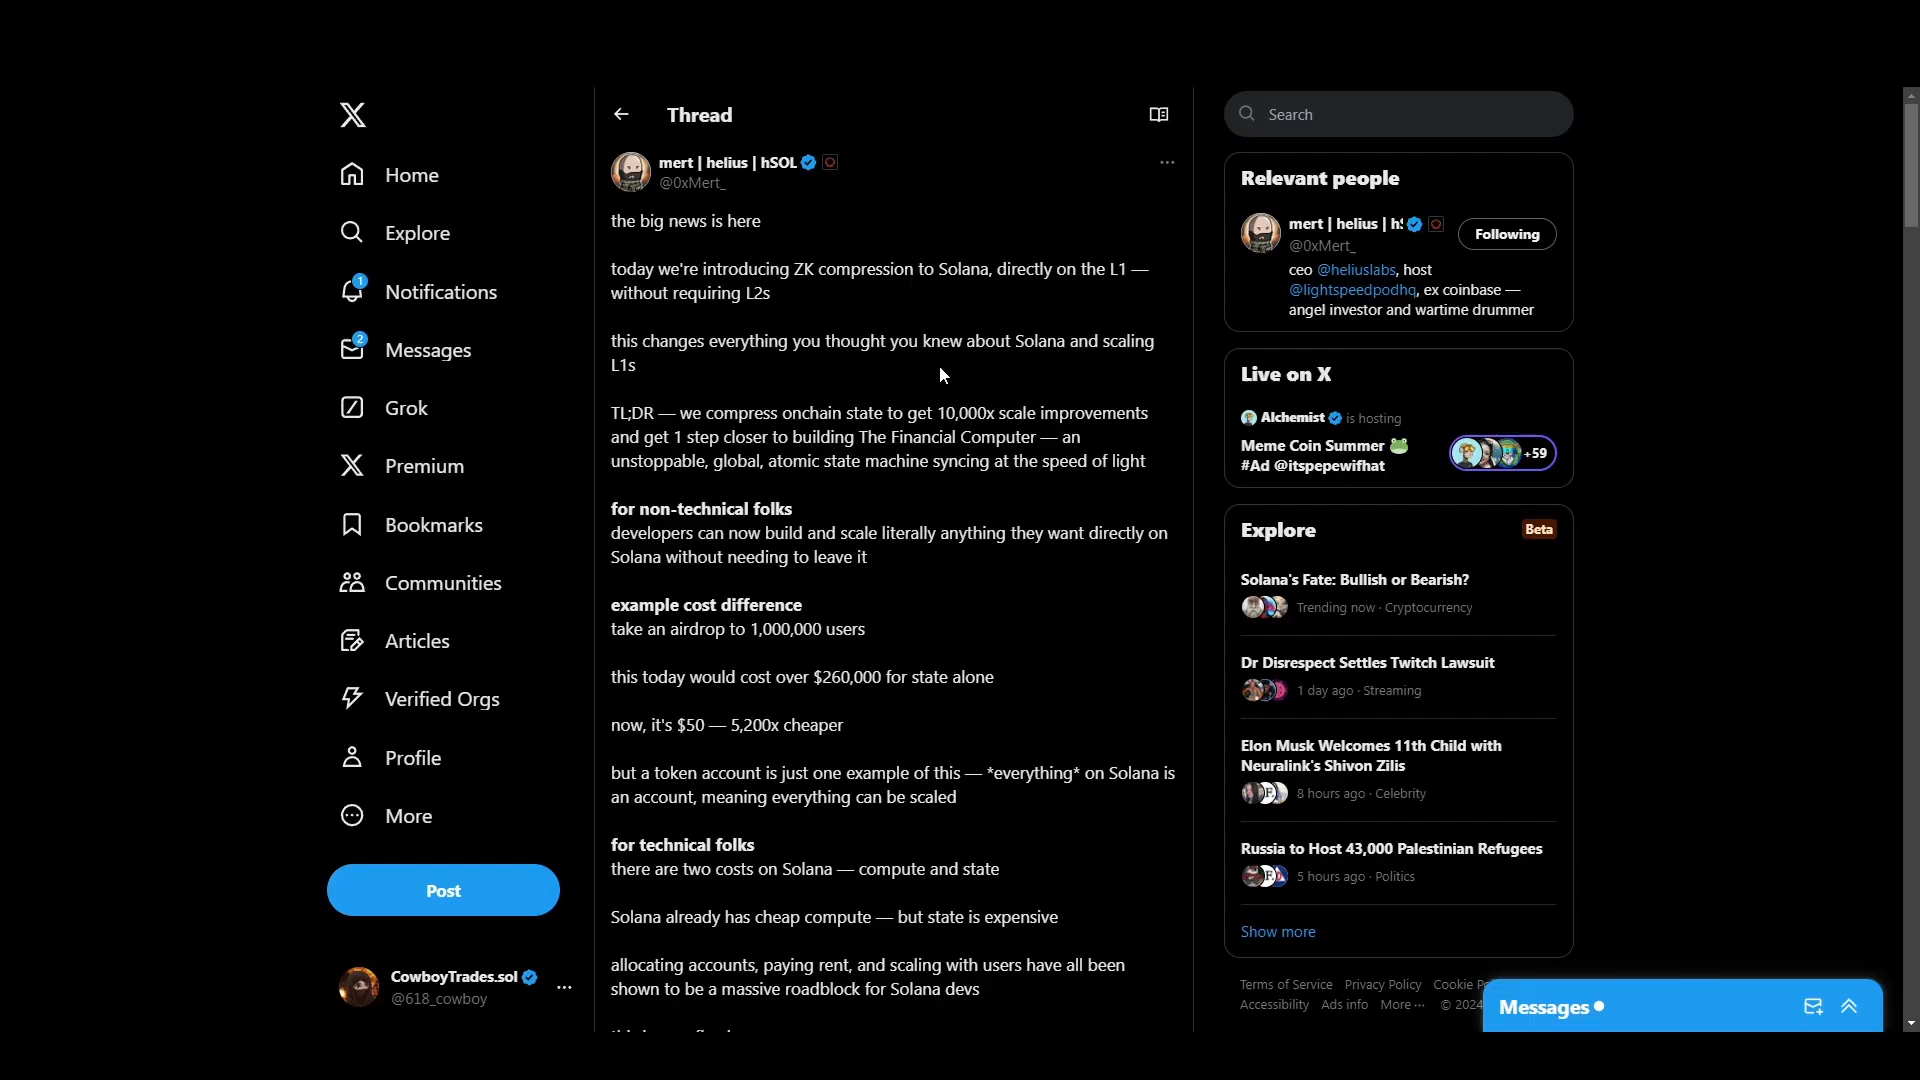 Home
Explore
1
Notifications
2
Messages
Grok
Premium
Bookmarks
Communities
Articles
Verified Orgs
Profile
More
Post
CowboyTrades.sol
@618_cowboy
Thread
mert | helius | hSOL
@0xMert_
the big news is here
today we're introducing ZK compression to Solana, directly on the L1 —
without requiring L2s
this changes everything you thought you knew about Solana and scaling
L1s
TL;DR — we compress onchain state to get 10,000x scale improvements
and get 1 step closer to building The Financial Computer — an
unstoppable, global, atomic state machine syncing at the speed of light
for non-technical folks
developers can now build and scale literally anything they want directly on
Solana without needing to leave it
example cost difference
take an airdrop to 1,000,000 users
this today would cost over $260,000 for state alone
now, it's $50 — 5,200x cheaper
but a token account is just one example of this — *everything* on Solana is
an account, meaning everything can be scaled
for technical folks
there are two costs on Solana — compute and state
Solana already has cheap compute — but state is expensive
allocating accounts, paying rent, and scaling with users have all been
shown to be a massive roadblock for Solana devs
Search
Relevant people
mert | helius | h
@0xMert_
Following
ceo @heliuslabs, host
@lightspeedpodhq, ex coinbase —
angel investor and wartime drummer
Live on X
Alchemist is hosting
Meme Coin Summer
#Ad @itspepewifhat
+59
Explore
Beta
Solana's Fate: Bullish or Bearish?
Trending now · Cryptocurrency
Dr Disrespect Settles Twitch Lawsuit
1 day ago · Streaming
Elon Musk Welcomes 11th Child with
Neuralink's Shivon Zilis
8 hours ago · Celebrity
Russia to Host 43,000 Palestinian Refugees
5 hours ago · Politics
Show more
Terms of Service Privacy Policy Cookie
Accessibility Ads info More ··· © 2024
Messages